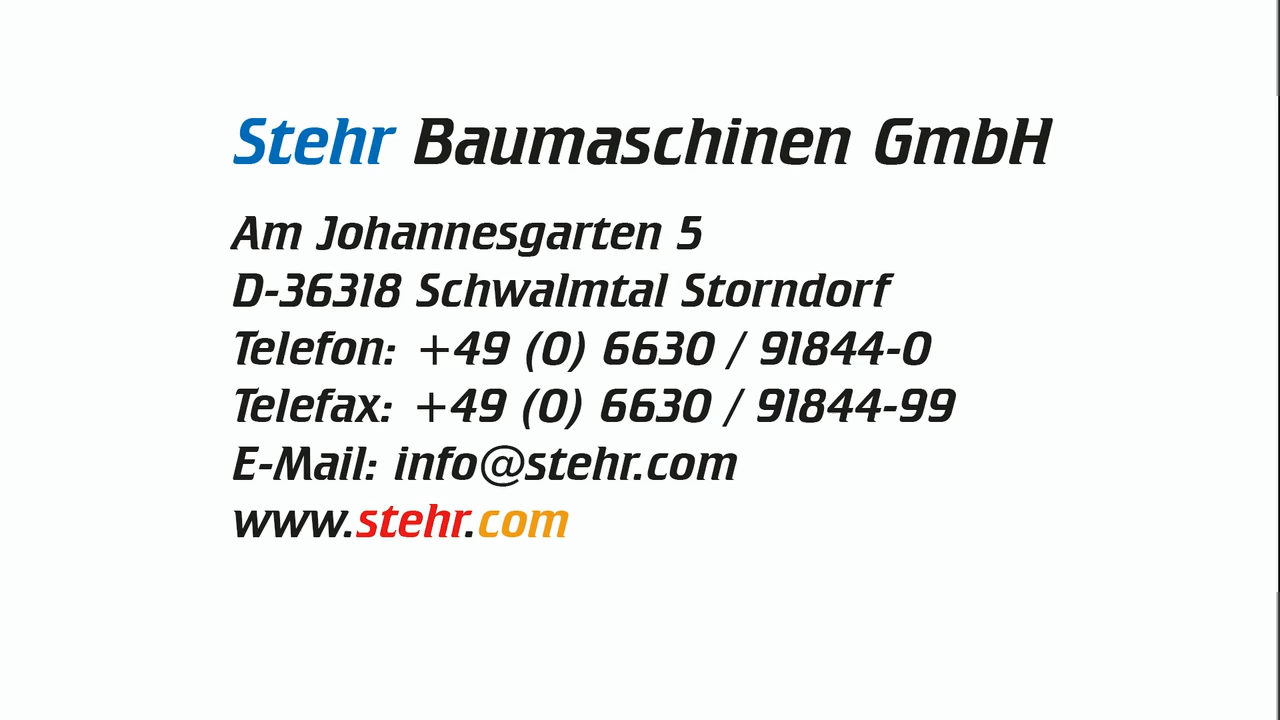 Stehr Baumaschinen GmbH
Am Johannesgarten 5
D-36318 Schwalmtal Storndorf
Telefon: +49 (0) 6630 / 91844-0
Telefax: +49 (0) 6630 / 91844-99
E-Mail: info@stehr.com
www.stehr.com